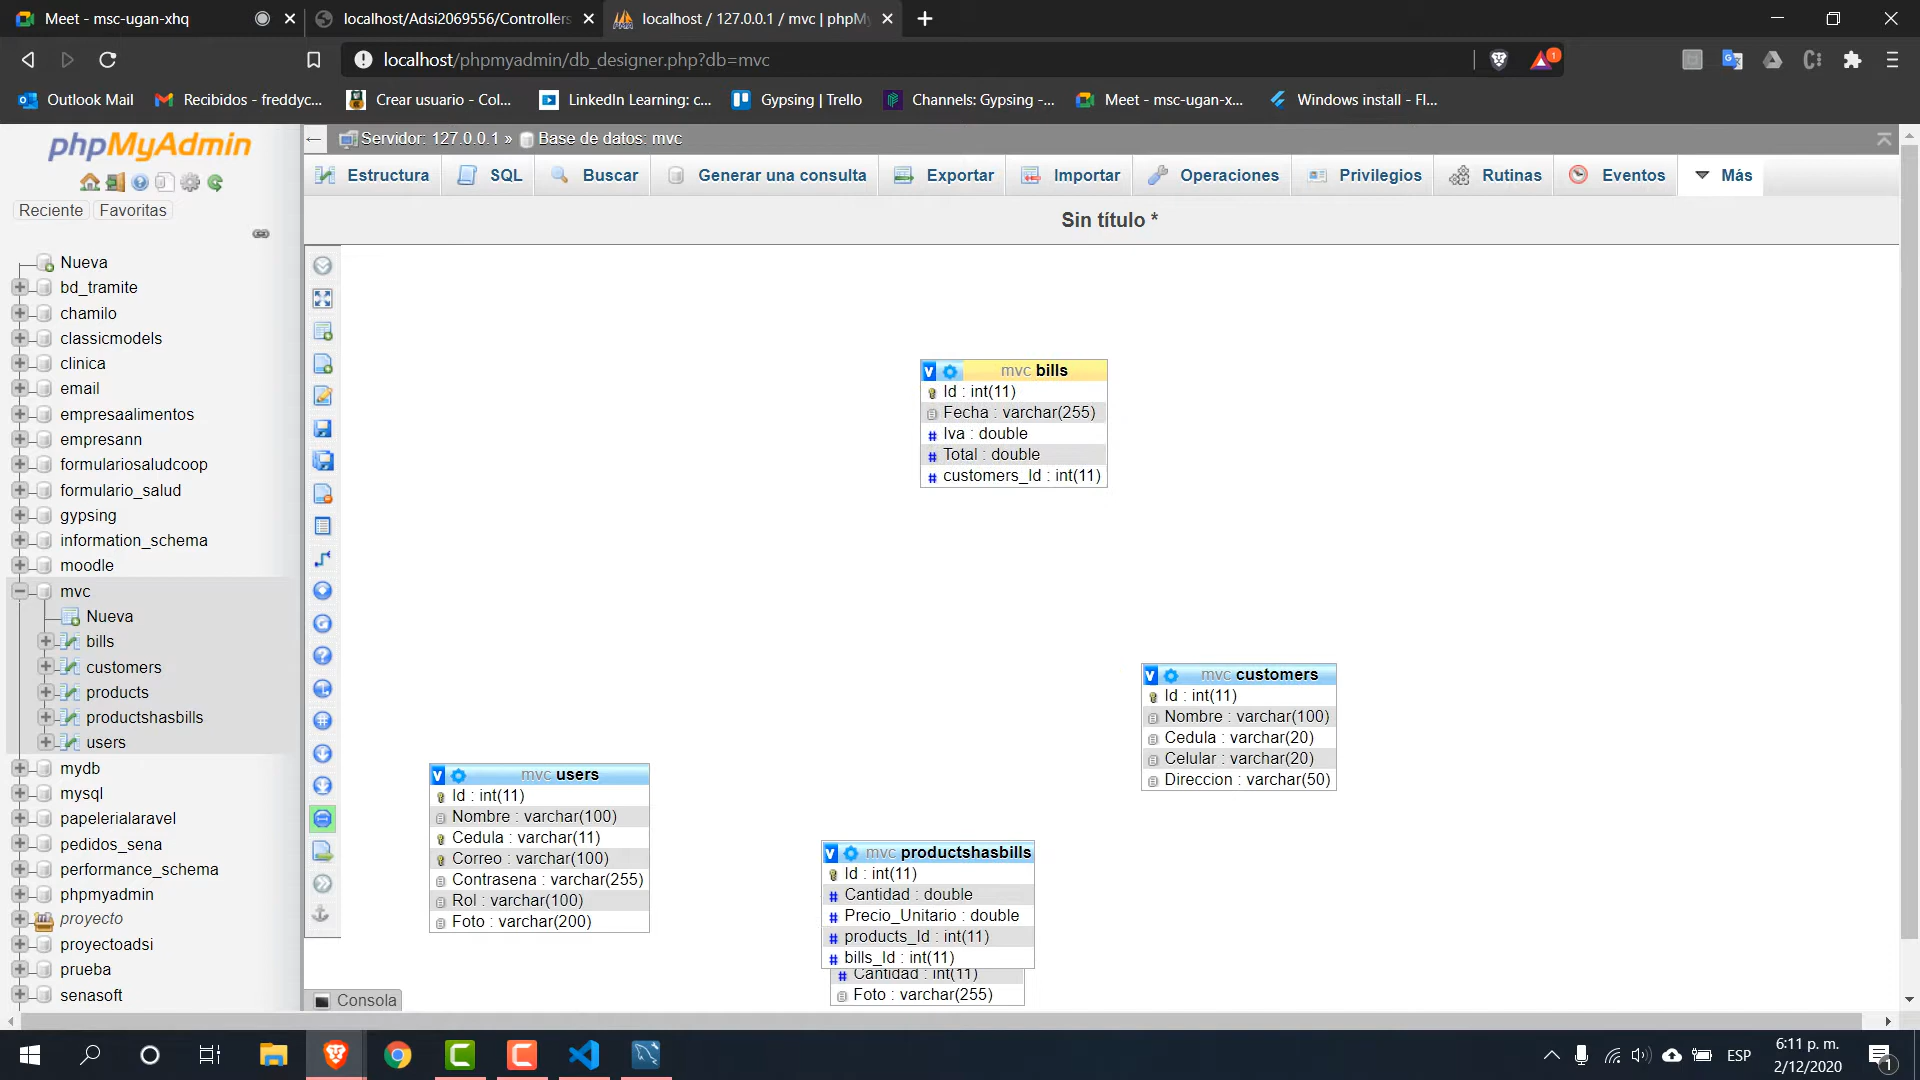 Meet - msc-ugan-xhq
localhost/Adsi2069556/Controllers
localhost / 127.0.0.1 / mvc | phpMy
localhost/phpmyadmin/db_designer.php?db=mvc
1
Outlook Mail
Recibidos - freddyc...
Crear usuario - Col...
LinkedIn Learning: c...
Gypsing | Trello
Channels: Gypsing -...
Meet - msc-ugan-x...
Windows install - Fl...
phpMyAdmin
Reciente
Favoritas
Nueva
bd_tramite
chamilo
classicmodels
clinica
email
empresaalimentos
empresann
formulariosaludcoop
formulario_salud
gypsing
information_schema
moodle
mvc
Nueva
bills
customers
products
productshasbills
users
mydb
mysql
papelerialaravel
pedidos_sena
performance_schema
phpmyadmin
proyecto
proyectoadsi
prueba
senasoft
Servidor: 127.0.0.1 » Base de datos: mvc
Estructura
SQL
Buscar
Generar una consulta
Exportar
Importar
Operaciones
Privilegios
Rutinas
Eventos
Más
Sin título *
mvc bills
Id : int(11)
Fecha : varchar(255)
Iva : double
Total : double
customers_Id : int(11)
mvc customers
Id : int(11)
Nombre : varchar(100)
Cedula : varchar(20)
Celular : varchar(20)
Direccion : varchar(50)
mvc users
Id : int(11)
Nombre : varchar(100)
Cedula : varchar(11)
Correo : varchar(100)
Contrasena : varchar(255)
Rol : varchar(100)
Foto : varchar(200)
mvc productshasbills
Id : int(11)
Cantidad : double
Precio_Unitario : double
products_Id : int(11)
bills_Id : int(11)
Cantidad : int(11)
Foto : varchar(255)
Consola
ESP
6:11 p. m.
2/12/2020
1